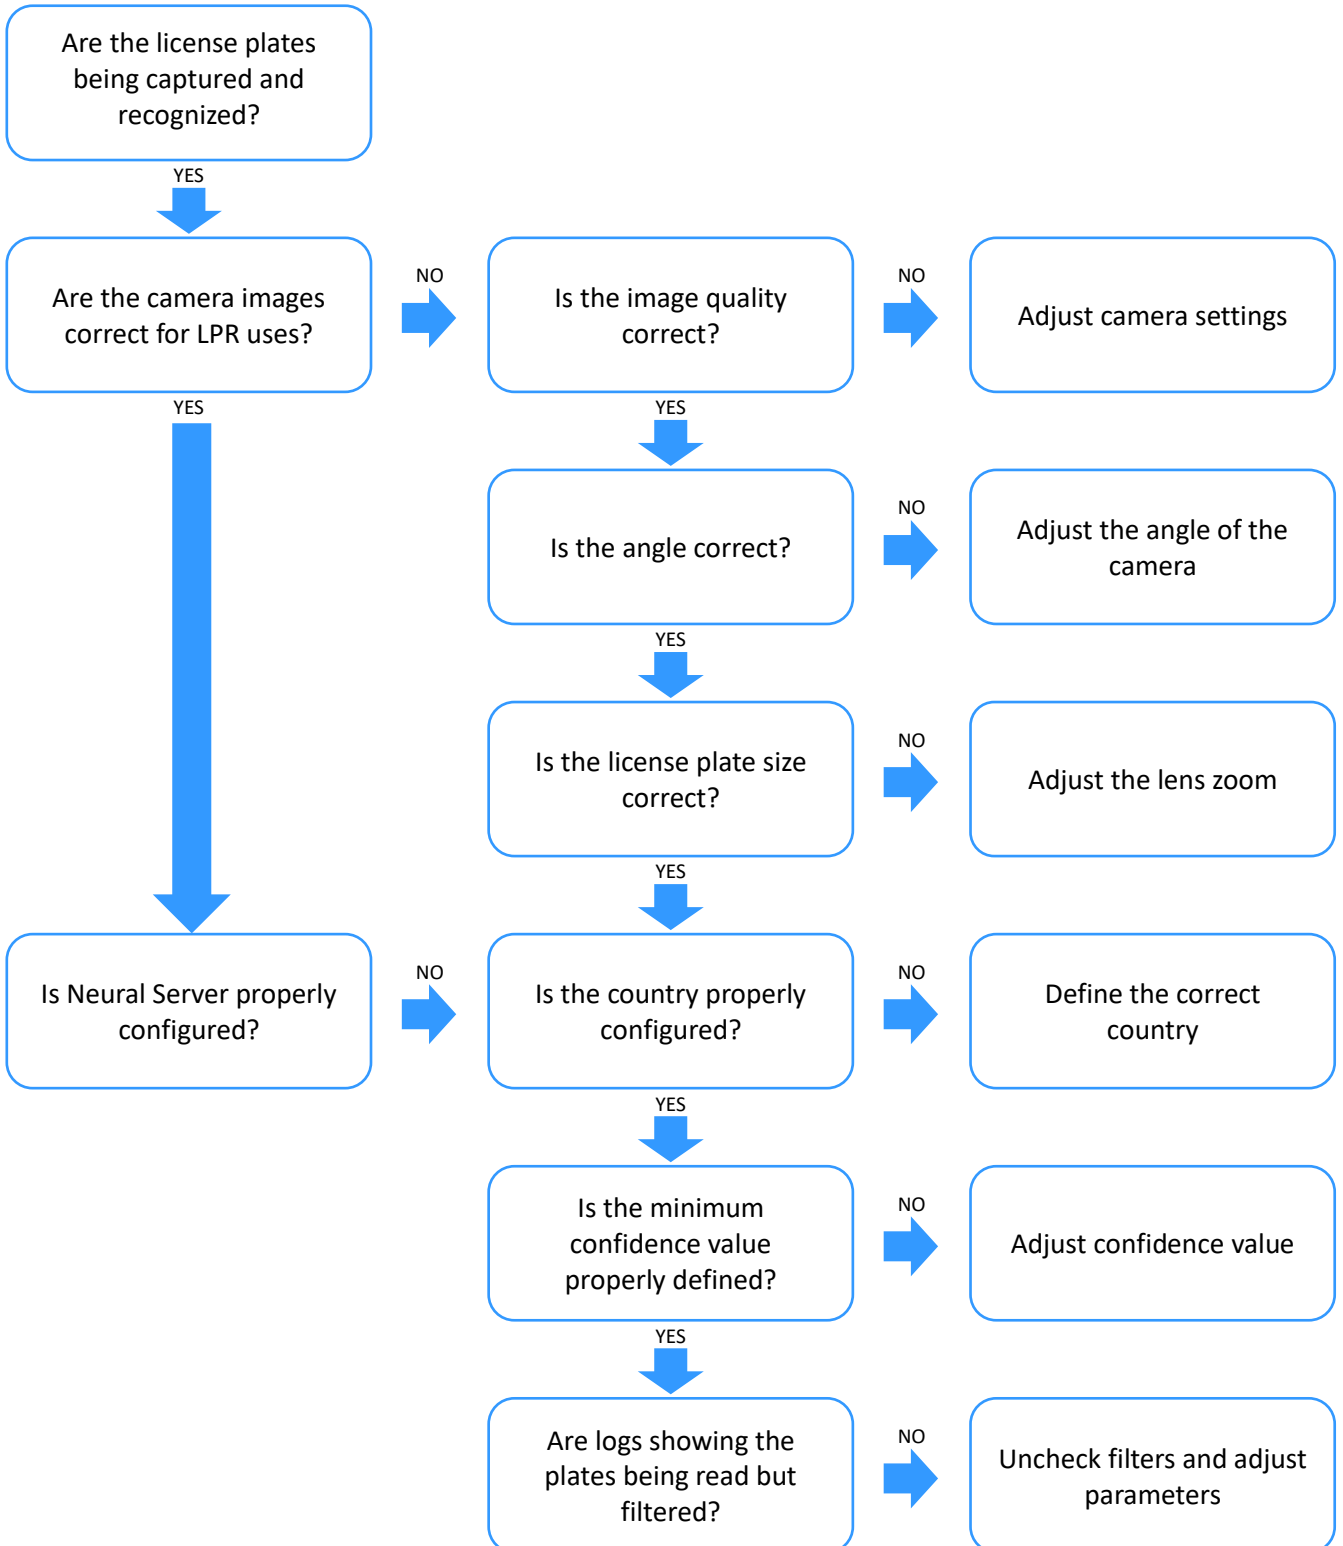 Are the license plates
being captured and
recognized?
YES
Are the camera images
correct for LPR uses?
NO
Is the image quality
correct?
NO
Adjust camera settings
YES
YES
Is the angle correct?
NO
Adjust the angle of the
camera
YES
Is the license plate size
correct?
NO
Adjust the lens zoom
YES
Is Neural Server properly
configured?
NO
Is the country properly
configured?
NO
Define the correct
country
YES
Is the minimum
confidence value
properly defined?
NO
Adjust confidence value
YES
Are logs showing the
plates being read but
filtered?
NO
Uncheck filters and adjust
parameters